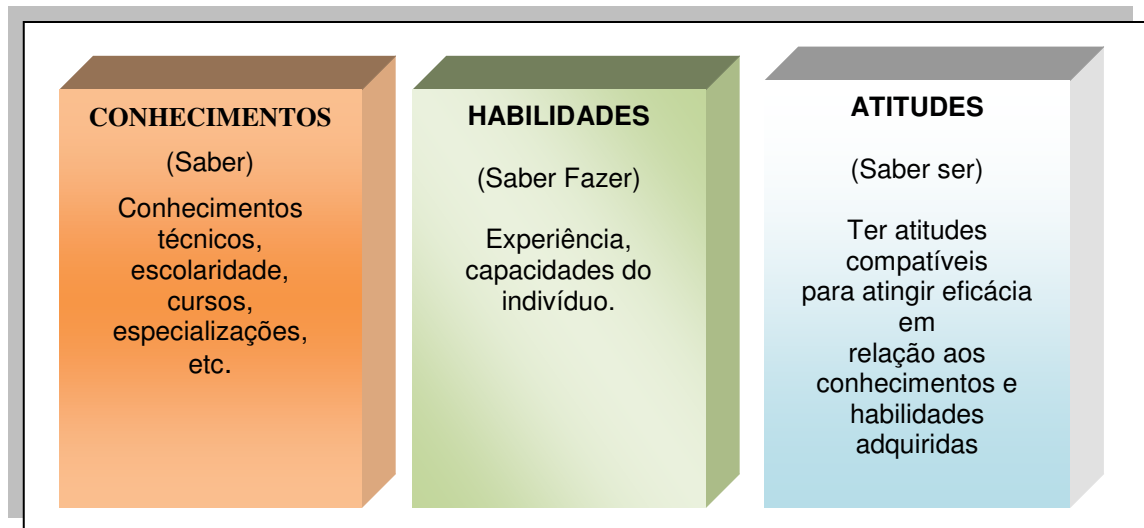 CONHECIMENTOS
(Saber)
Conhecimentos
técnicos,
escolaridade,
cursos,
especializações,
etc.
HABILIDADES
(Saber Fazer)
Experiência,
capacidades do
indivíduo.
ATITUDES
(Saber ser)
Ter atitudes
compatíveis
para atingir eficácia
em
relação aos
conhecimentos e
habilidades
adquiridas